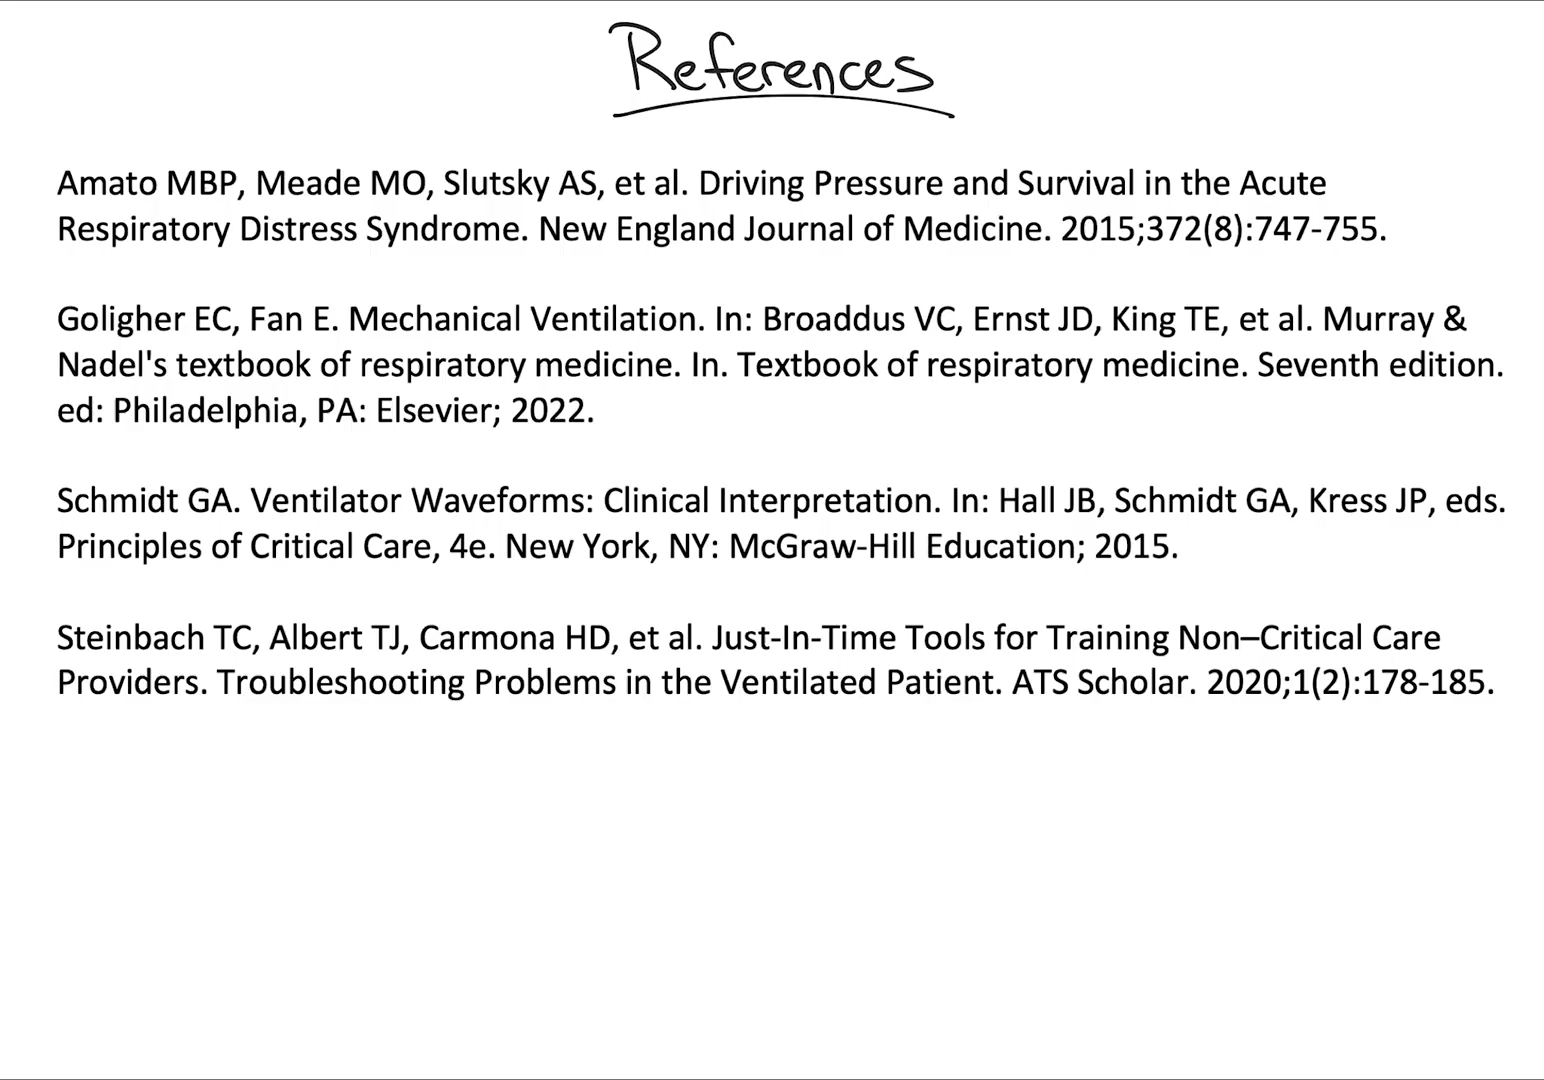 References
Amato MBP, Meade MO, Slutsky AS, et al. Driving Pressure and Survival in the Acute
Respiratory Distress Syndrome. New England Journal of Medicine. 2015;372(8):747-755.
Goligher EC, Fan E. Mechanical Ventilation. In: Broaddus VC, Ernst JD, King TE, et al. Murray &
Nadel's textbook of respiratory medicine. In. Textbook of respiratory medicine. Seventh edition.
ed: Philadelphia, PA: Elsevier; 2022.
Schmidt GA. Ventilator Waveforms: Clinical Interpretation. In: Hall JB, Schmidt GA, Kress JP, eds.
Principles of Critical Care, 4e. New York, NY: McGraw-Hill Education; 2015.
Steinbach TC, Albert TJ, Carmona HD, et al. Just-In-Time Tools for Training Non–Critical Care
Providers. Troubleshooting Problems in the Ventilated Patient. ATS Scholar. 2020;1(2):178-185.